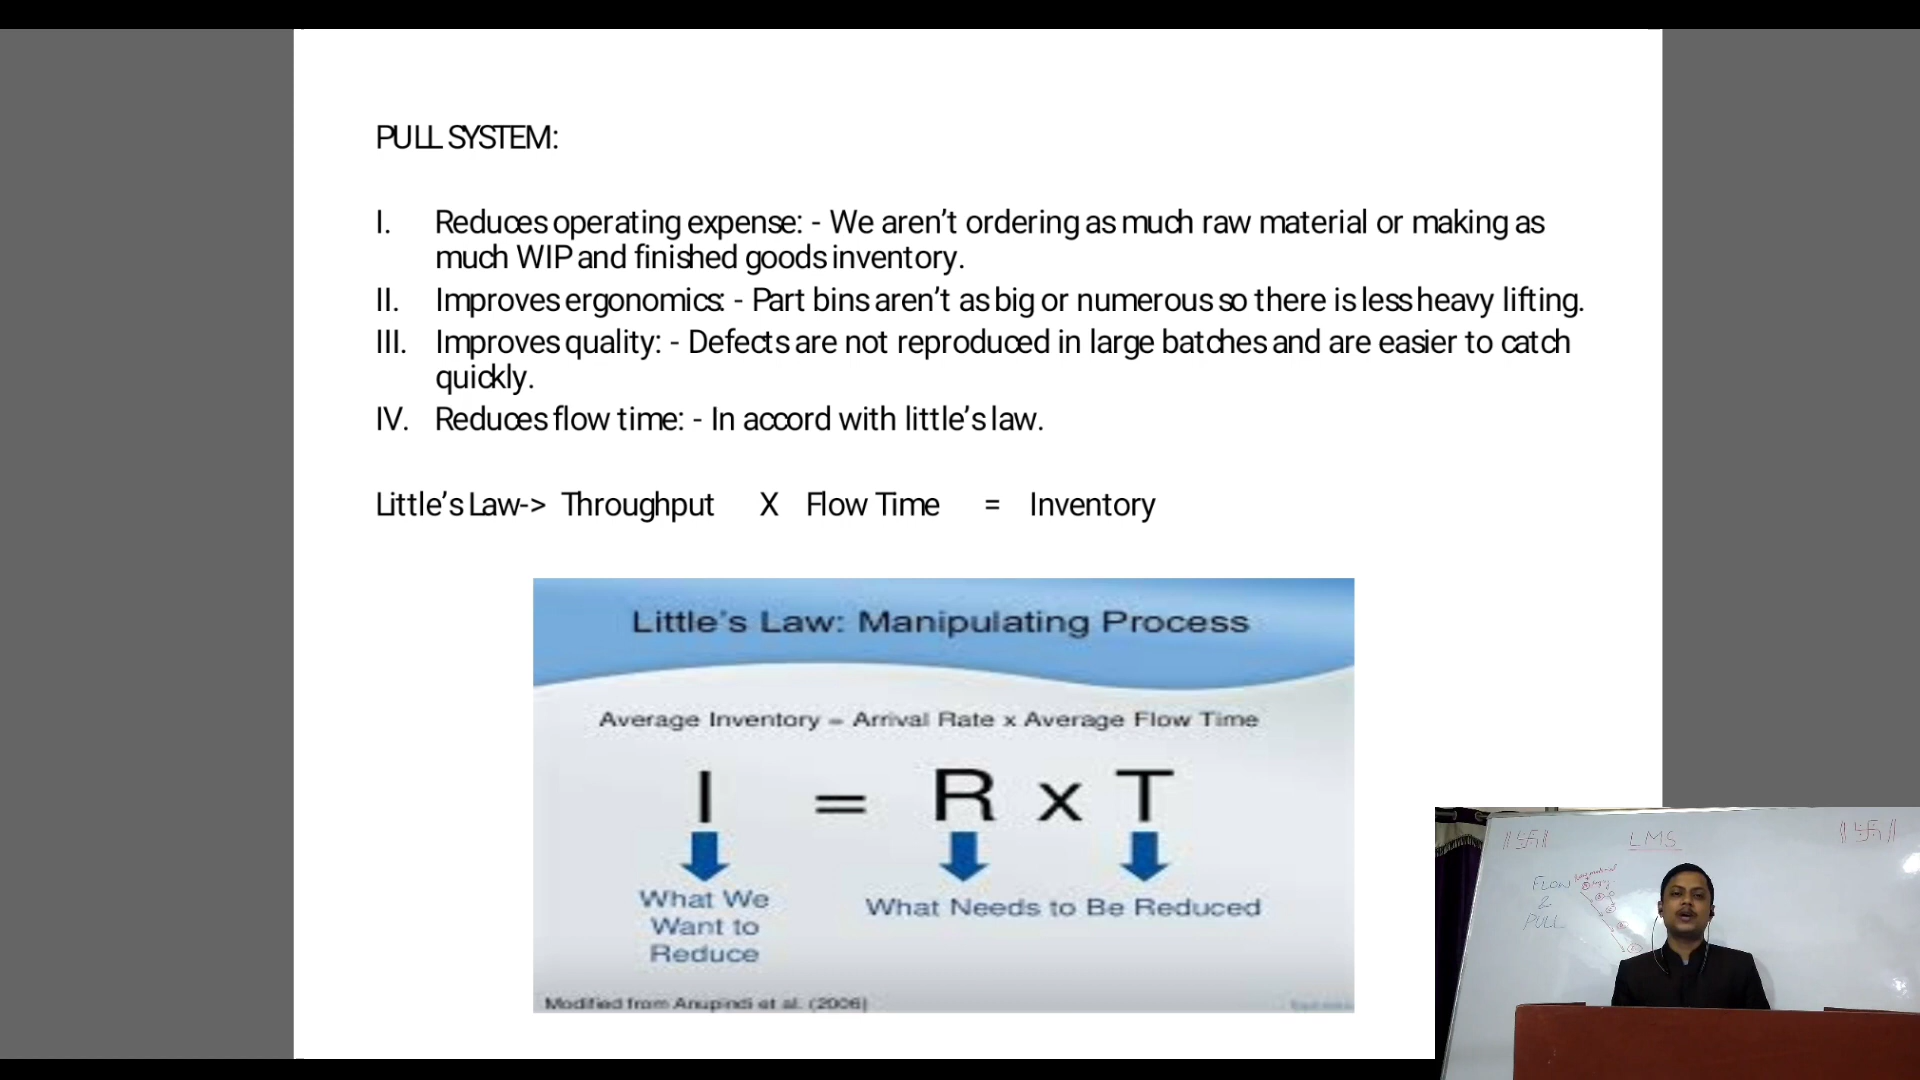 PULL SYSTEM:
I. Reduces operating expense: - We aren’t ordering as much raw material or making as
much WIP and finished goods inventory.
II. Improves ergonomics: - Part bins aren’t as big or numerous so there is less heavy lifting.
III. Improves quality: - Defects are not reproduced in large batches and are easier to catch
quickly.
IV. Reduces flow time: - In accord with little’s law.
Little’s Law-> Throughput X Flow Time = Inventory
Little's Law: Manipulating Process
Average Inventory = Arrival Rate x Average Flow Time
I = R x T
What We
Want to
Reduce
What Needs to Be Reduced
Modified from Anupindi et al. (2006)
|| 卐 || LMS || 卐 ||
FLOW
&
PULL